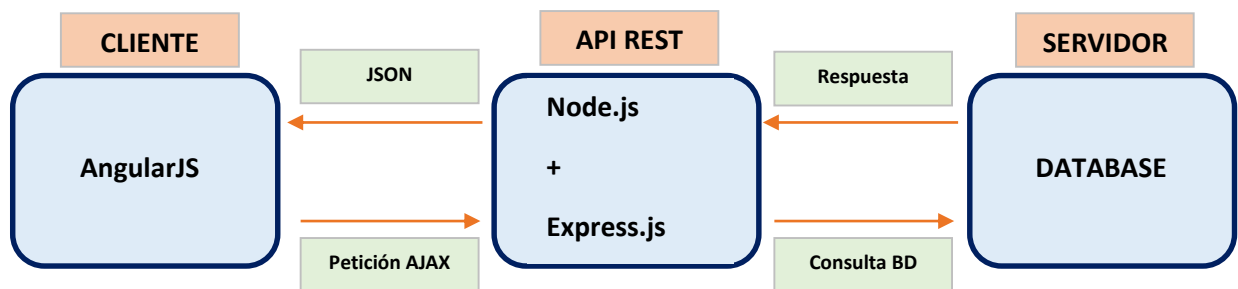 CLIENTE
API REST
SERVIDOR
JSON
Respuesta
Node.js
+
Express.js
AngularJS
DATABASE
Petición AJAX
Consulta BD